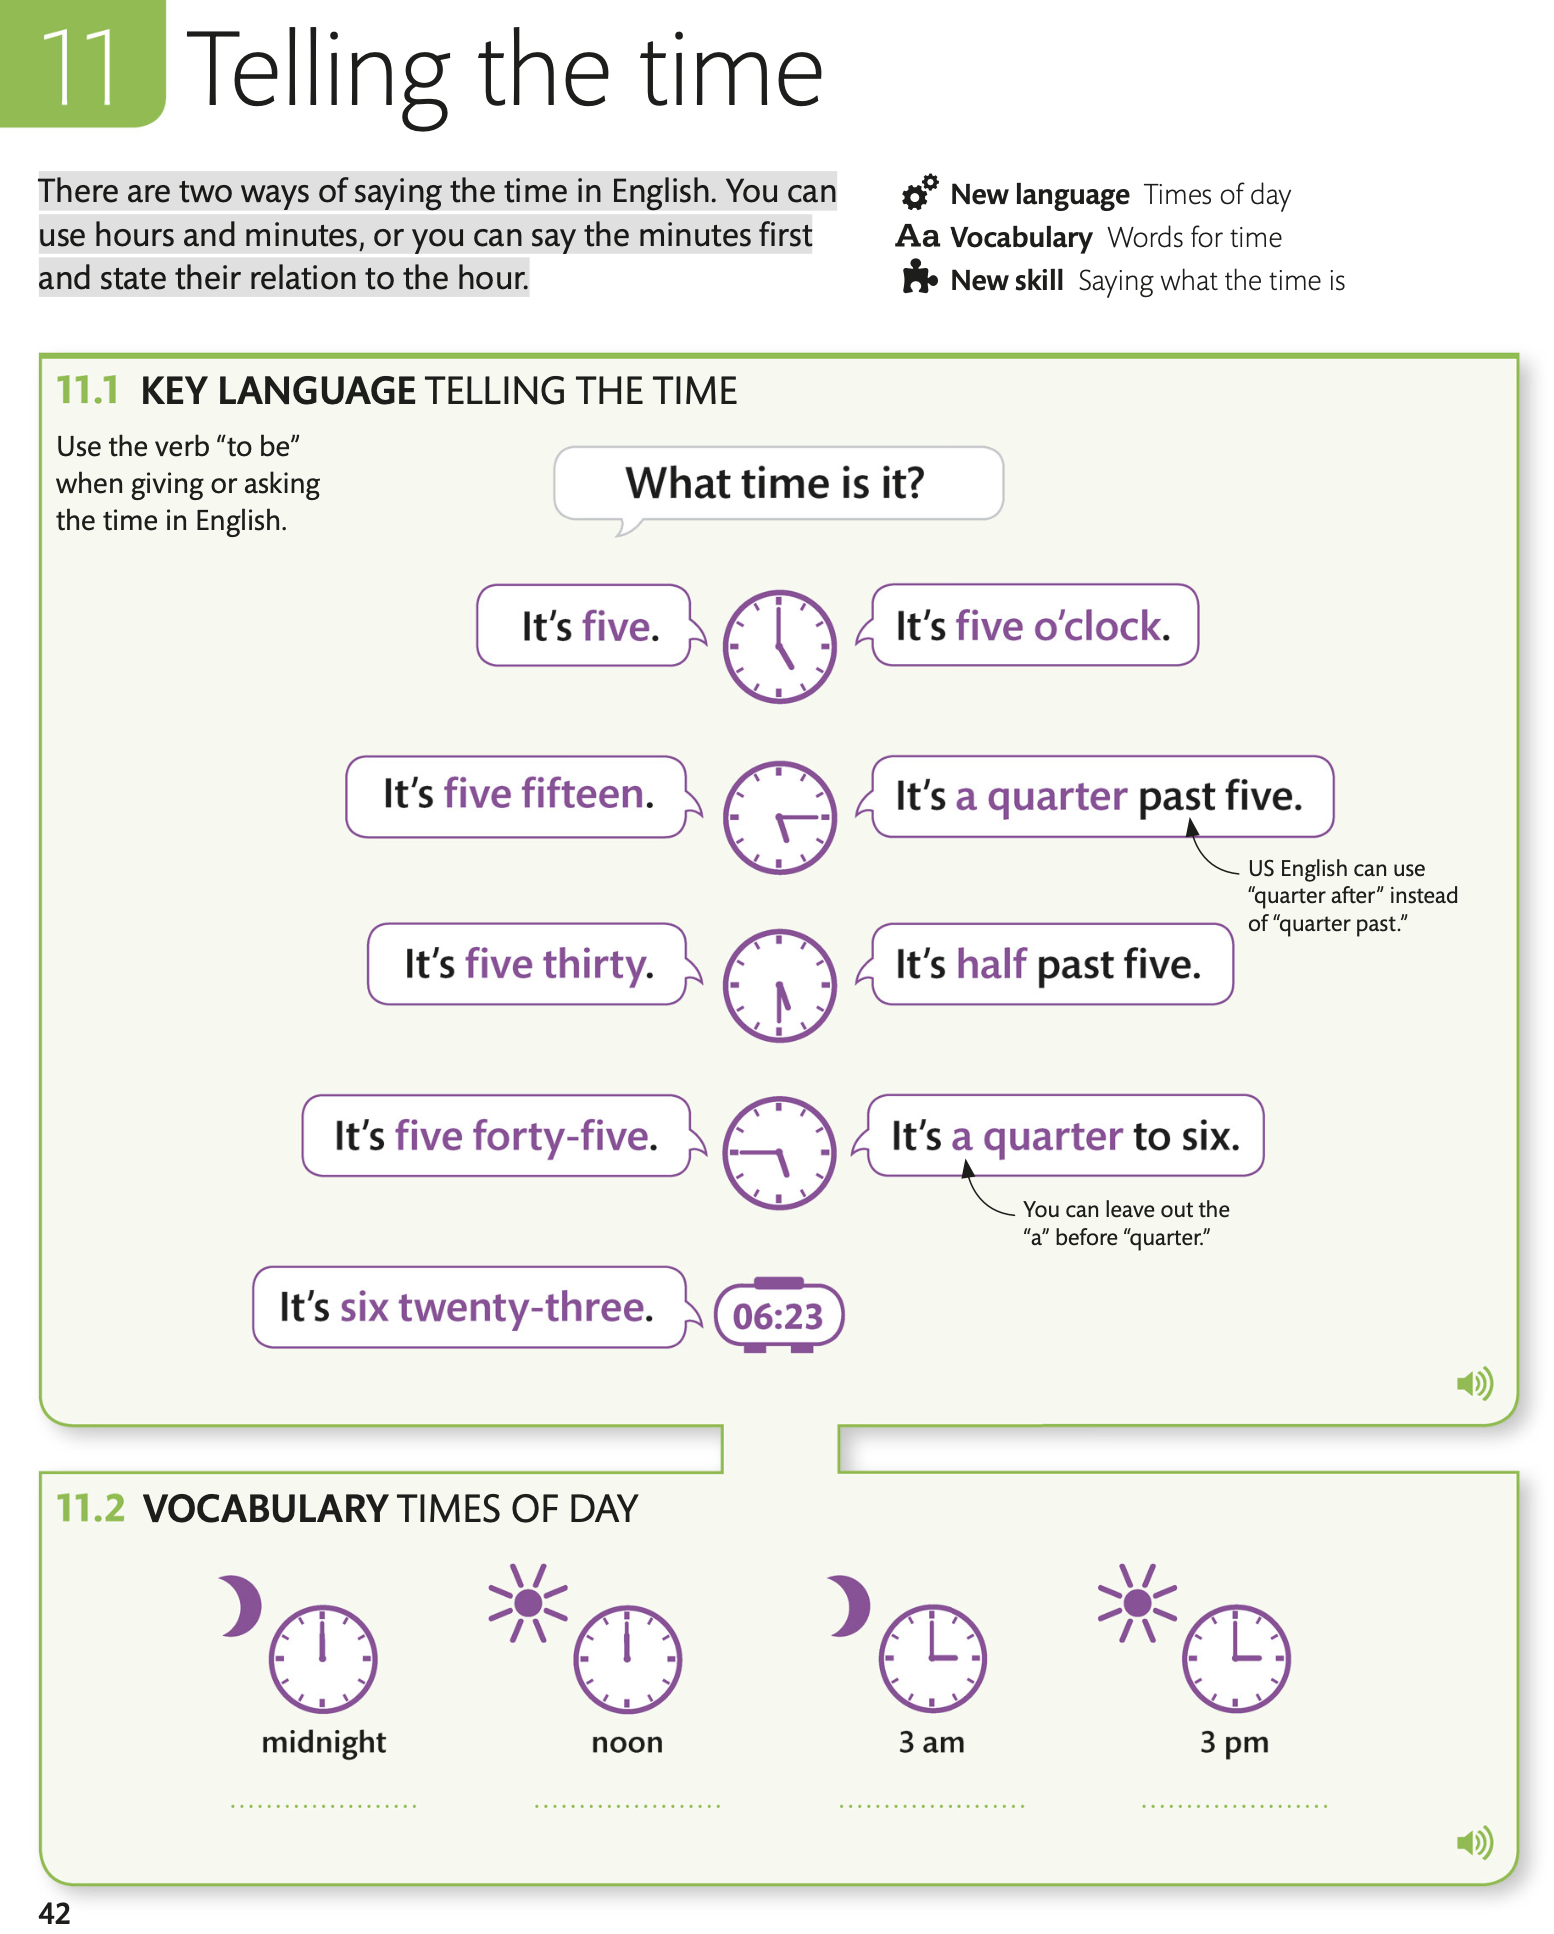 11 Telling the time
There are two ways of saying the time in English. You can
use hours and minutes, or you can say the minutes first
and state their relation to the hour.
New language Times of day
Aa Vocabulary Words for time
New skill Saying what the time is
11.1 KEY LANGUAGE TELLING THE TIME
Use the verb “to be”
when giving or asking
the time in English.
What time is it?
It’s five.
It’s five o’clock.
It’s five fifteen.
It’s a quarter past five.
US English can use
“quarter after” instead
of “quarter past.”
It’s five thirty.
It’s half past five.
It’s five forty-five.
It’s a quarter to six.
You can leave out the
“a” before “quarter.”
It’s six twenty-three.
06:23
11.2 VOCABULARY TIMES OF DAY
midnight
noon
3 am
3 pm
42